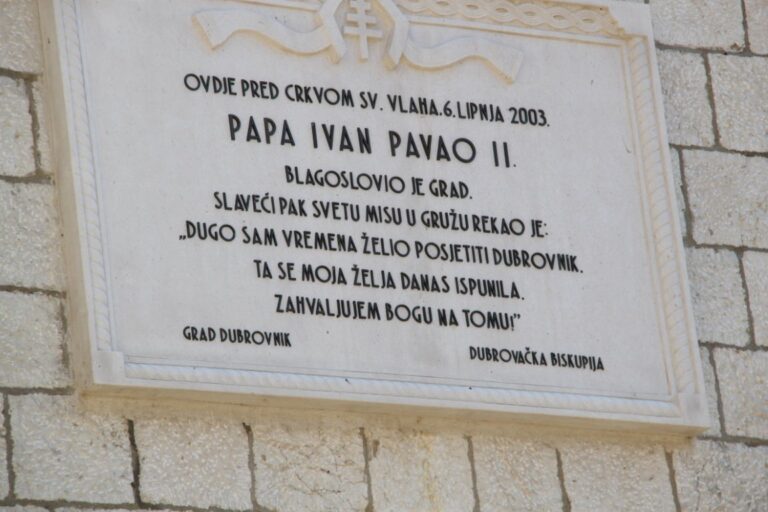 OVDJE PRED CRKVOM SV. VLAHA.6.LIPNJA 2003.
PAPA IVAN PAVAO II.
BLAGOSLOVIO JE GRAD.
SLAVEĆI PAK SVETU MISU U GRUŽU REKAO JE:
„DUGO SAM VREMENA ŽELIO POSJETITI DUBROVNIK.
TA SE MOJA ŽELJA DANAS ISPUNILA.
ZAHVALJUJEM BOGU NA TOMU!”
GRAD DUBROVNIK
DUBROVAČKA BISKUPIJA